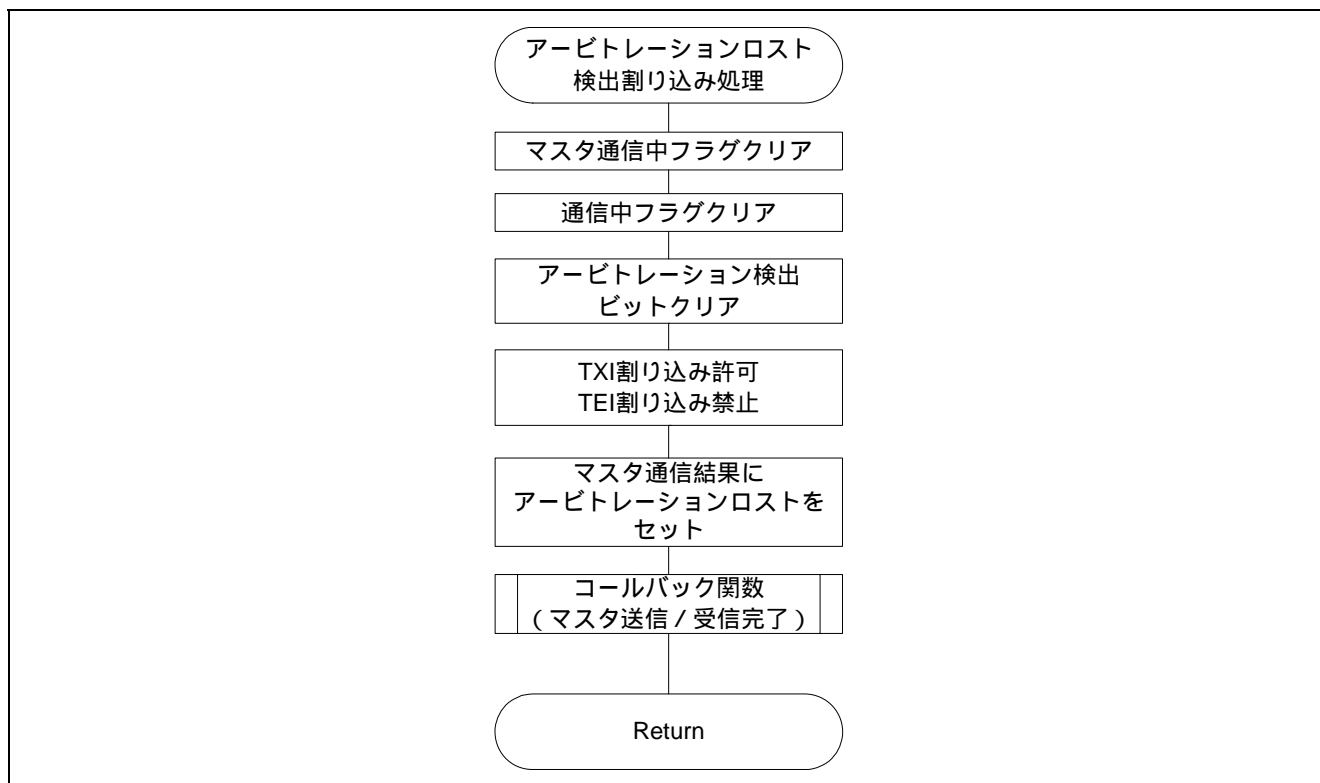 アービトレーションロスト
検出割り込み処理
マスタ通信中フラグクリア
通信中フラグクリア
アービトレーション検出
ビットクリア
TXI割り込み許可
TEI割り込み禁止
マスタ通信結果に
アービトレーションロストを
セット
コールバック関数
(マスタ送信/受信完了)
Return